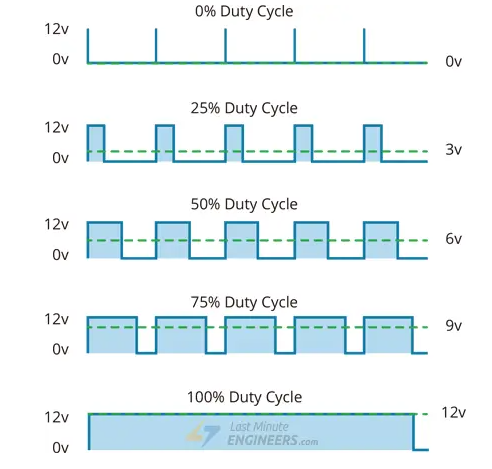 0% Duty Cycle
12v
0v
0v
25% Duty Cycle
12v
3v
0v
50% Duty Cycle
12v
6v
0v
75% Duty Cycle
12v
9v
0v
100% Duty Cycle
12v
12v
Last Minute
ENGINEERS.com
0v